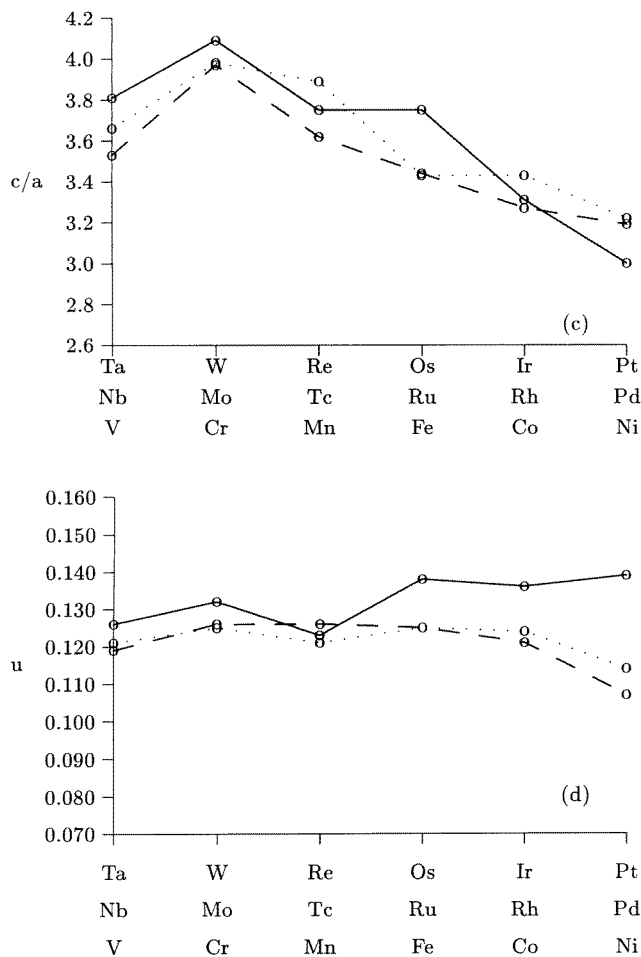 4.2
4.0
3.8
3.6
c/a
3.4
3.2
3.0
2.8
(c)
2.6
Ta W Re Os Ir Pt
Nb Mo Tc Ru Rh Pd
V Cr Mn Fe Co Ni
0.160
0.150
0.140
0.130
0.120
u
0.110
0.100
0.090
0.080
(d)
0.070
Ta W Re Os Ir Pt
Nb Mo Tc Ru Rh Pd
V Cr Mn Fe Co Ni